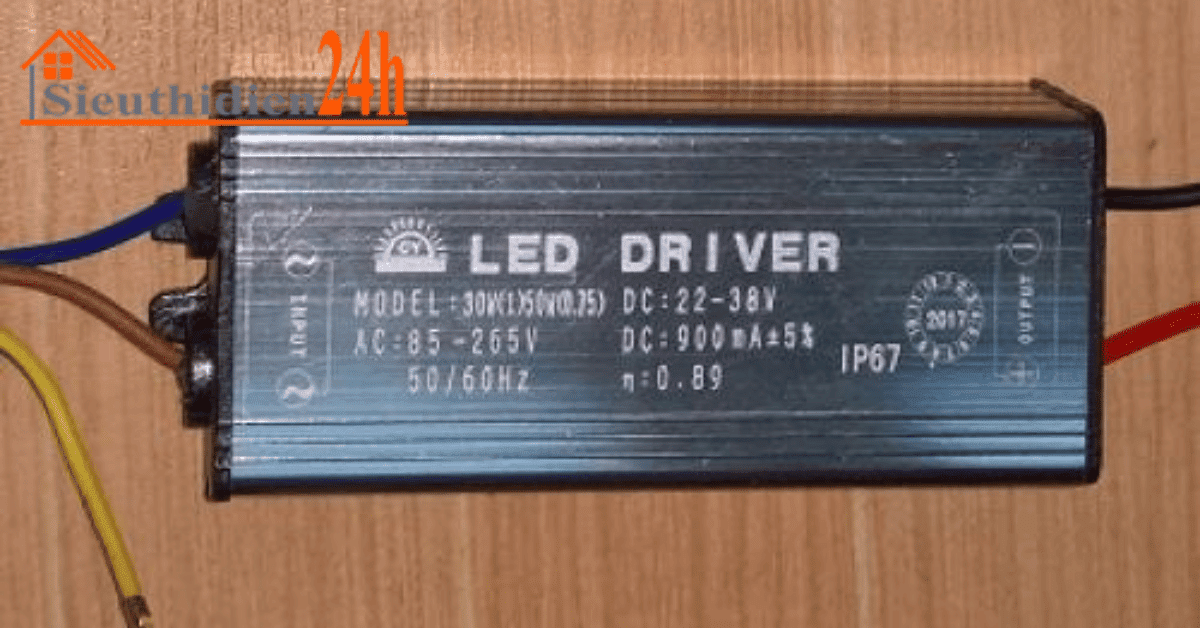 Sieuthidien24h
LED DRIVER
MODEL:30W(1)50W(0.75) DC:22-38V
AC:85-265V DC:900mA±5%
50/60Hz η:0.89
IP67
2017
INPUT
OUTPUT